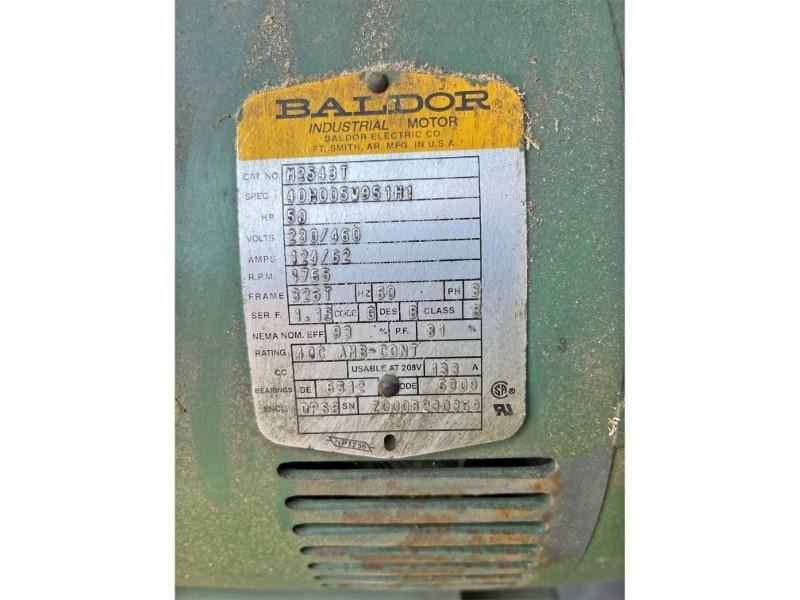 BALDOR ®
INDUSTRIAL MOTOR
BALDOR ELECTRIC CO.
FT. SMITH, AR. MFG. IN U.S.A.
CAT. NO. M2543T
SPEC. 40H005W951H1
HP 50
VOLTS 230/460
AMPS 124/62
R.P.M. 1765
FRAME 326T HZ 60 PH 3
SER. F. 1.15 CODE G DES B CLASS B
NEMA NOM. EFF. 93 % P.F. 81 %
RATING 40C AMB-CONT
CC USABLE AT 208V 133 A
BEARINGS DE 6312 ODE 6309
ENCL OPSB SN
NP1256